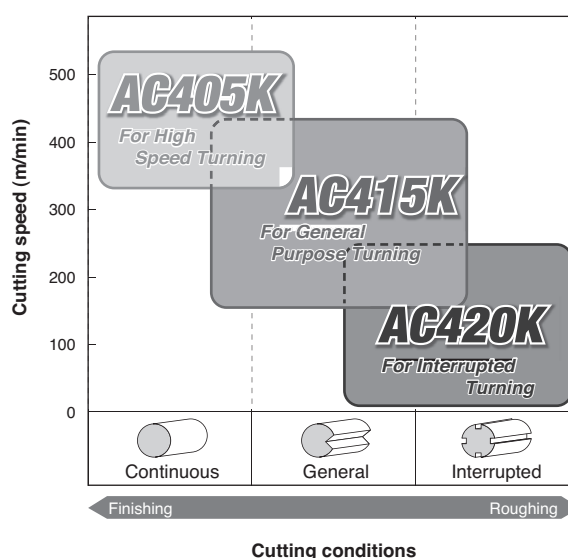 Cutting speed (m/min)
500
400
300
200
100
0
AC405K
For High
Speed Turning
AC415K
For General
Purpose Turning
AC420K
For Interrupted
Turning
Continuous
General
Interrupted
Finishing
Roughing
Cutting conditions